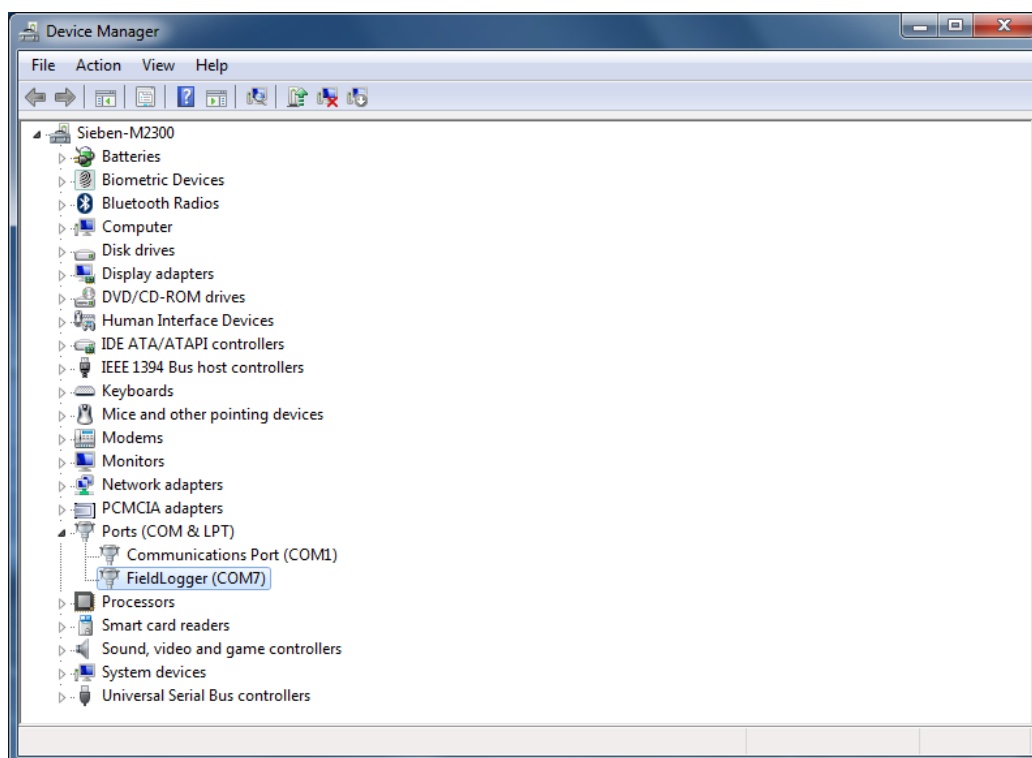 Device Manager
File Action View Help
Sieben-M2300
Batteries
Biometric Devices
Bluetooth Radios
Computer
Disk drives
Display adapters
DVD/CD-ROM drives
Human Interface Devices
IDE ATA/ATAPI controllers
IEEE 1394 Bus host controllers
Keyboards
Mice and other pointing devices
Modems
Monitors
Network adapters
PCMCIA adapters
Ports (COM & LPT)
Communications Port (COM1)
FieldLogger (COM7)
Processors
Smart card readers
Sound, video and game controllers
System devices
Universal Serial Bus controllers